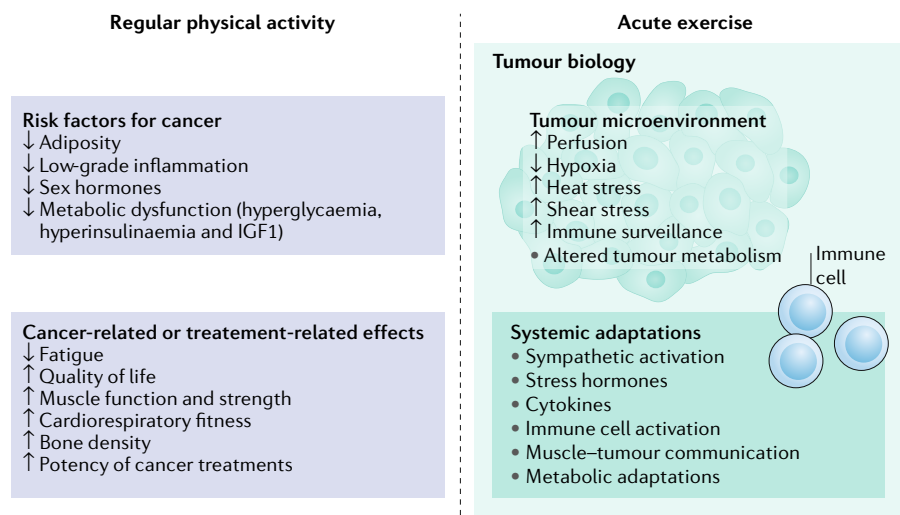 Regular physical activity
Risk factors for cancer
↓ Adiposity
↓ Low-grade inflammation
↓ Sex hormones
↓ Metabolic dysfunction (hyperglycaemia,
hyperinsulinaemia and IGF1)
Cancer-related or treatement-related effects
↓ Fatigue
↑ Quality of life
↑ Muscle function and strength
↑ Cardiorespiratory fitness
↑ Bone density
↑ Potency of cancer treatments
Acute exercise
Tumour biology
Tumour microenvironment
↑ Perfusion
↓ Hypoxia
↑ Heat stress
↑ Shear stress
↑ Immune surveillance
• Altered tumour metabolism
Immune
cell
Systemic adaptations
• Sympathetic activation
• Stress hormones
• Cytokines
• Immune cell activation
• Muscle–tumour communication
• Metabolic adaptations